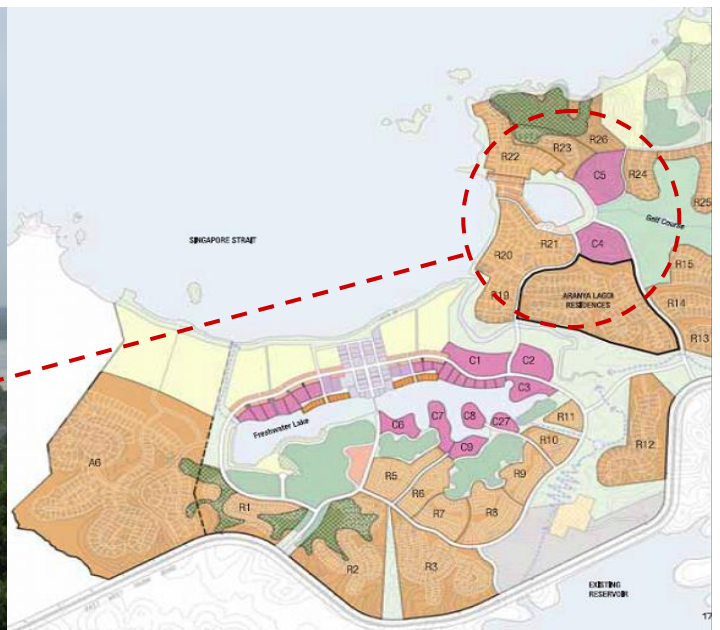 R26
R23
R22
C5
R24
R25
Golf Course
SINGAPORE STRAIT
R21
C4
R20
R15
R19
ARANYA LAGOI
RESIDENCES
R14
R13
C1
C2
C3
Freshwater Lake
C7
C8
C27
C6
R11
C9
R10
R12
A6
R5
R9
R6
R1
R7
R8
R2
R3
EXISTING
RESERVOIR
17